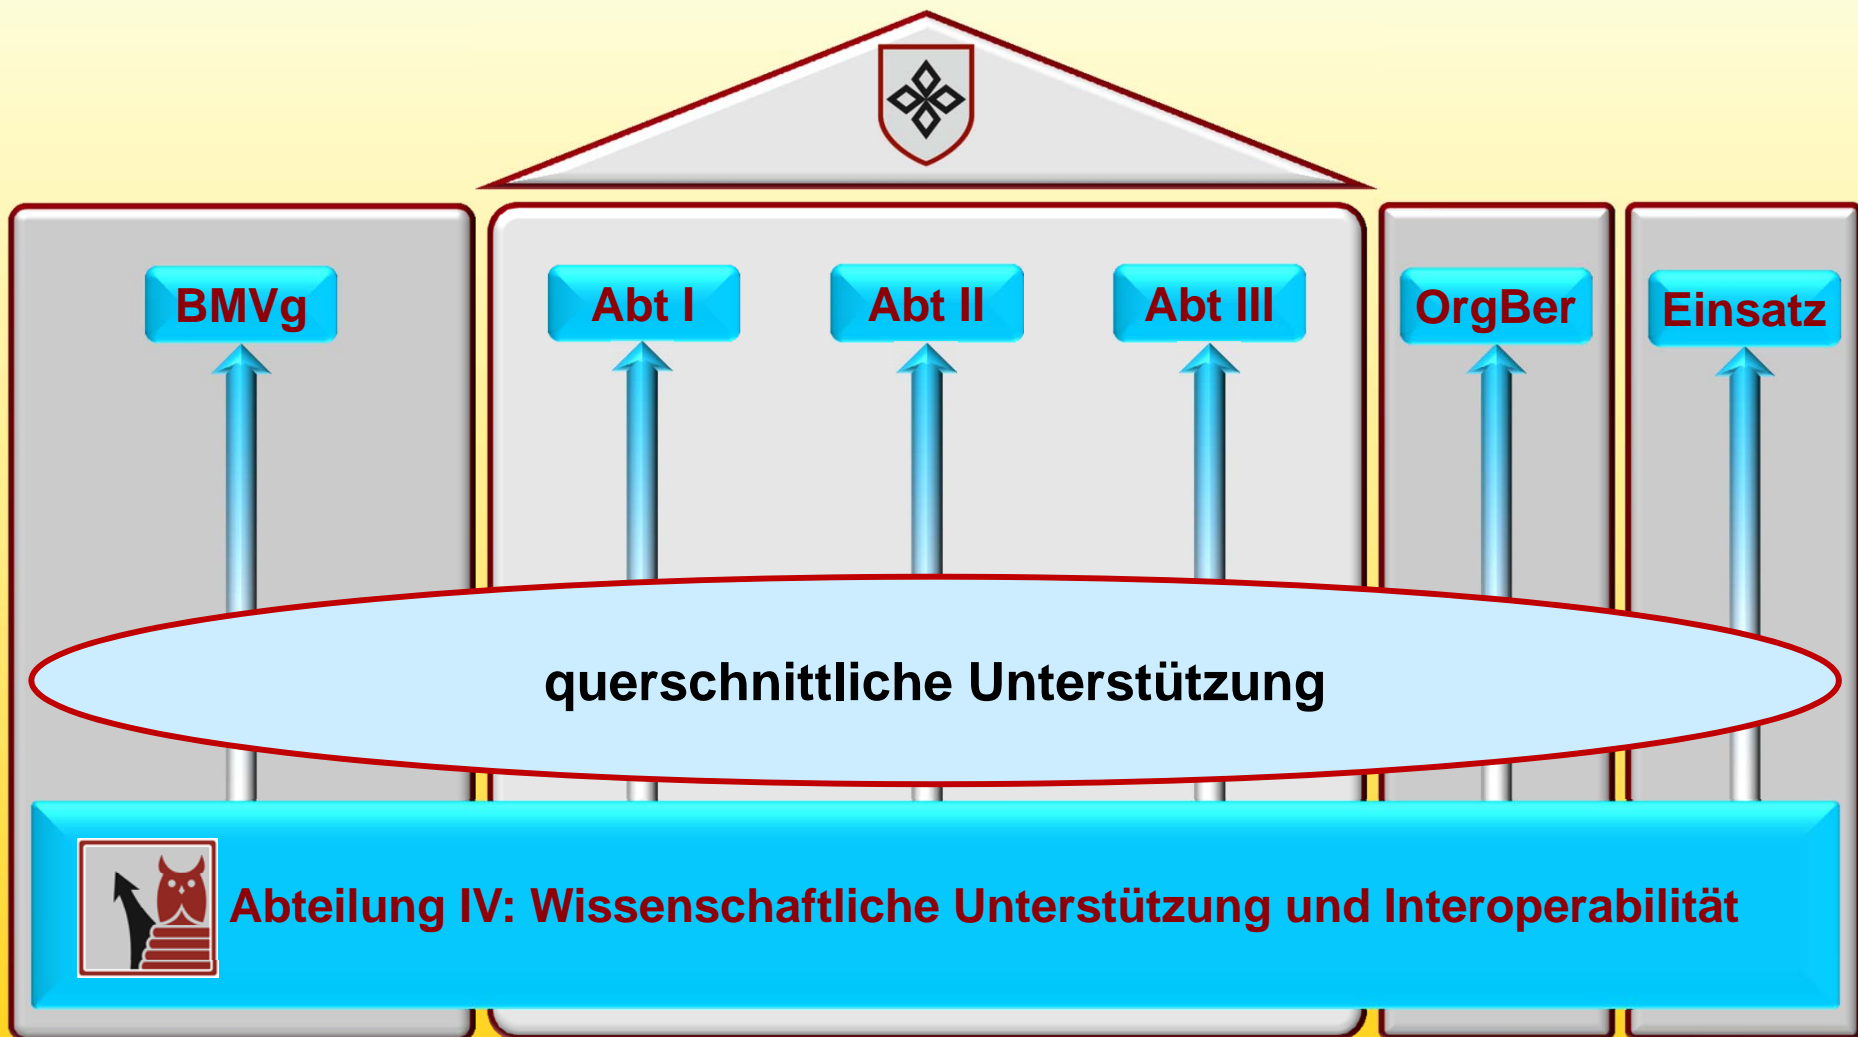 BMVg
Abt I
Abt II
Abt III
OrgBer
Einsatz
querschnittliche Unterstützung
Abteilung IV: Wissenschaftliche Unterstützung und Interoperabilität